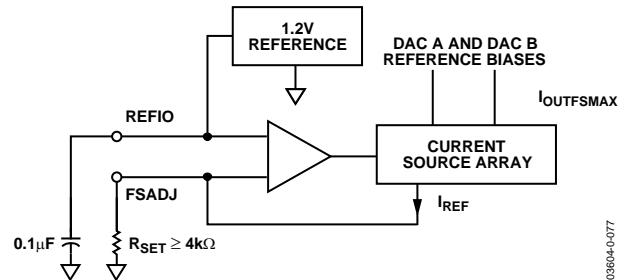 1.2V
REFERENCE
DAC A AND DAC B
REFERENCE BIASES
IOUTFSMAX
REFIO
CURRENT
SOURCE ARRAY
FSADJ
IREF
0.1µF
RSET ≥ 4kΩ
03604-0-077